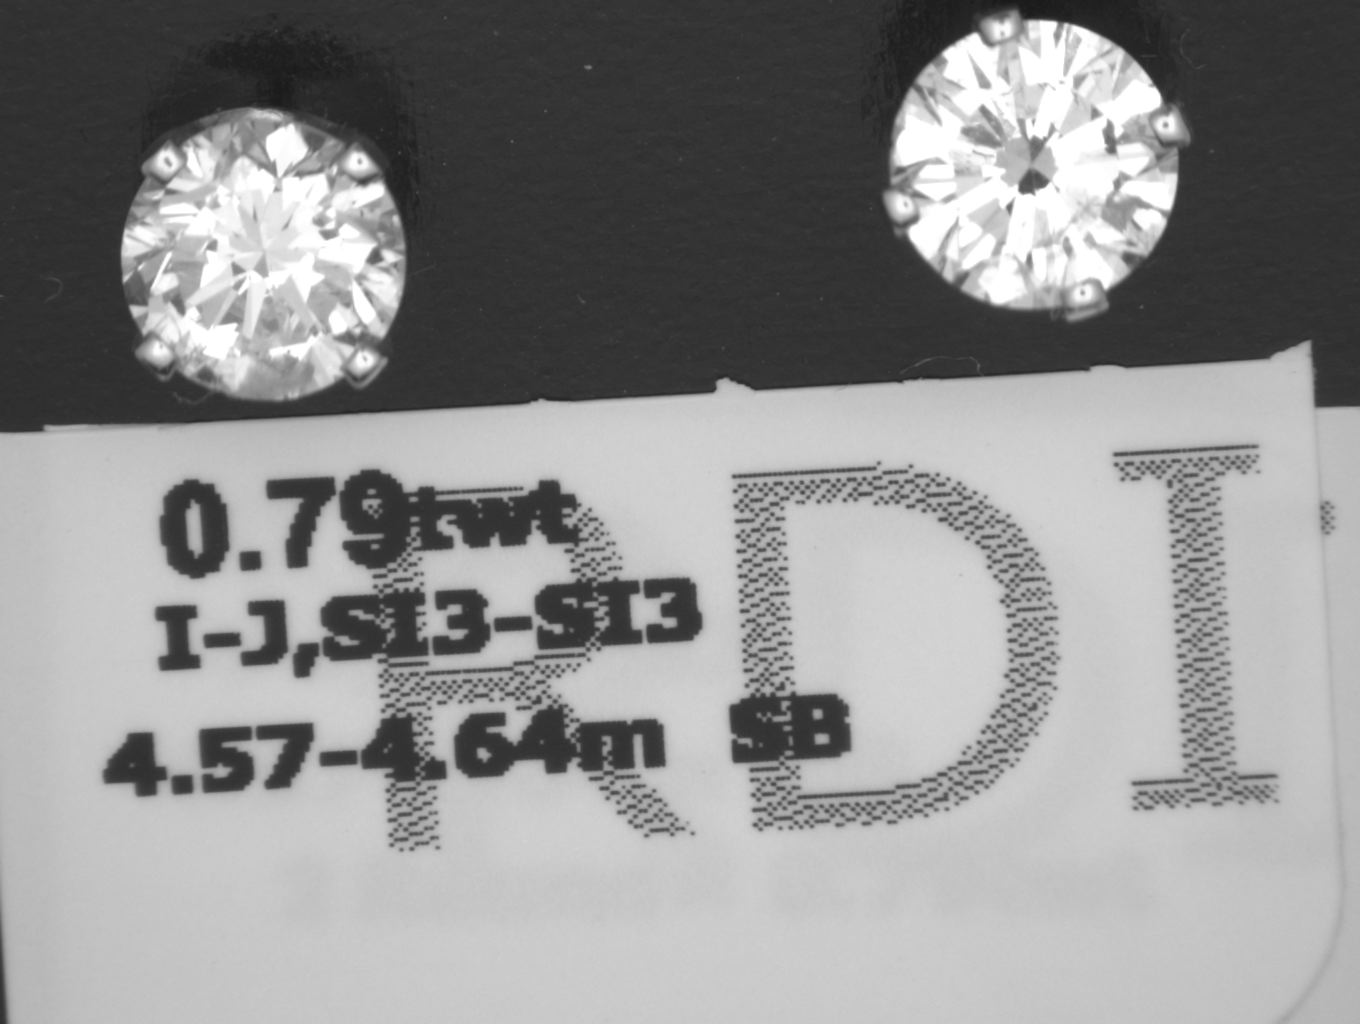 0.79twt
I-J,SI3-SI3
4.57-4.64m SB
RDI